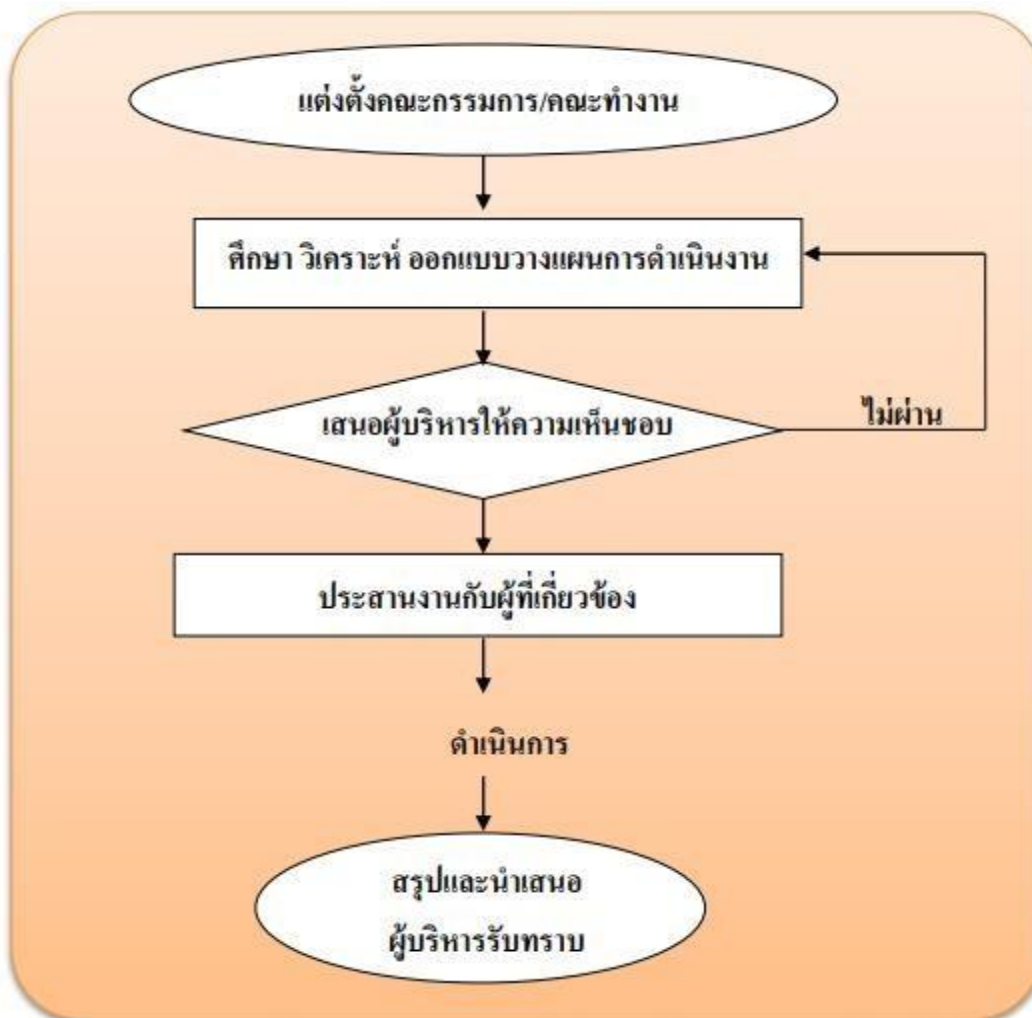 แต่งตั้งคณะกรรมการ/คณะทำงาน
ศึกษา วิเคราะห์ ออกแบบวางแผนการดำเนินงาน
เสนอผู้บริหารให้ความเห็นชอบ
ไม่ผ่าน
ประสานงานกับผู้ที่เกี่ยวข้อง
ดำเนินการ
สรุปและนำเสนอ
ผู้บริหารรับทราบ